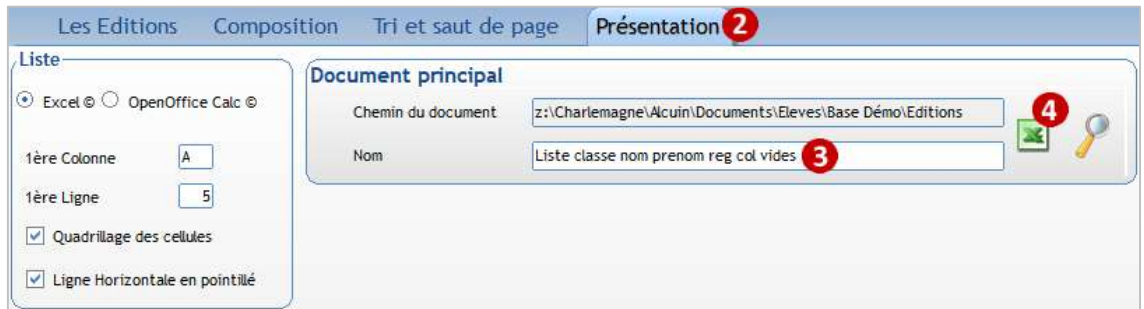 Les Editions Composition Tri et saut de page Présentation 2
Liste
Excel © OpenOffice Calc ©
1ère Colonne A
1ère Ligne 5
Quadrillage des cellules
Ligne Horizontale en pointillé
Document principal
Chemin du document z:\Charlemagne\Alcuin\Documents\Eleves\Base Démo\Editions
4
Nom Liste classe nom prenom reg col vides 3